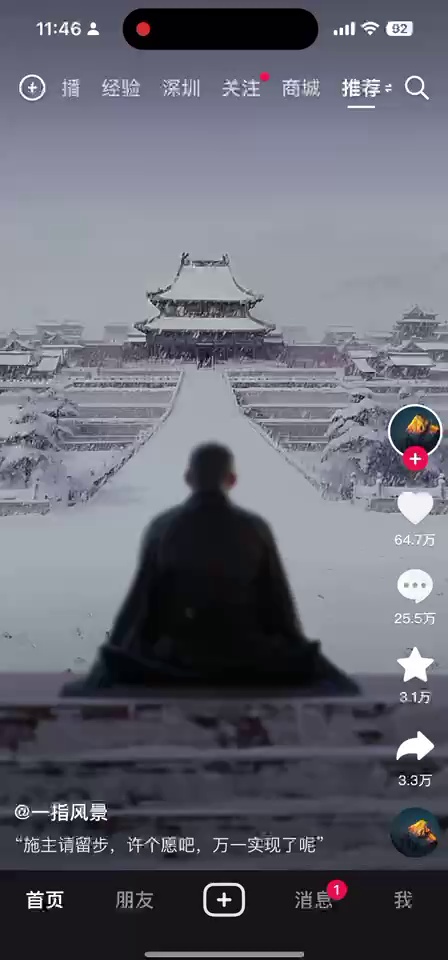 11:46
92
播 经验 深圳 关注 商城 推荐
64.7万
25.5万
3.1万
3.3万
@一指风景
“施主请留步，许个愿吧，万一实现了呢”
首页 朋友 消息 1 我